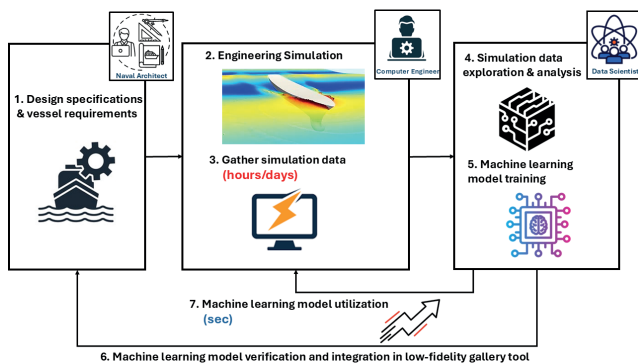 Naval Architect
1. Design specifications
& vessel requirements
Computer Engineer
2. Engineering Simulation
3. Gather simulation data
(hours/days)
Data Scientist
4. Simulation data
exploration & analysis
5. Machine learning
model training
7. Machine learning model utilization
(sec)
6. Machine learning model verification and integration in low-fidelity gallery tool